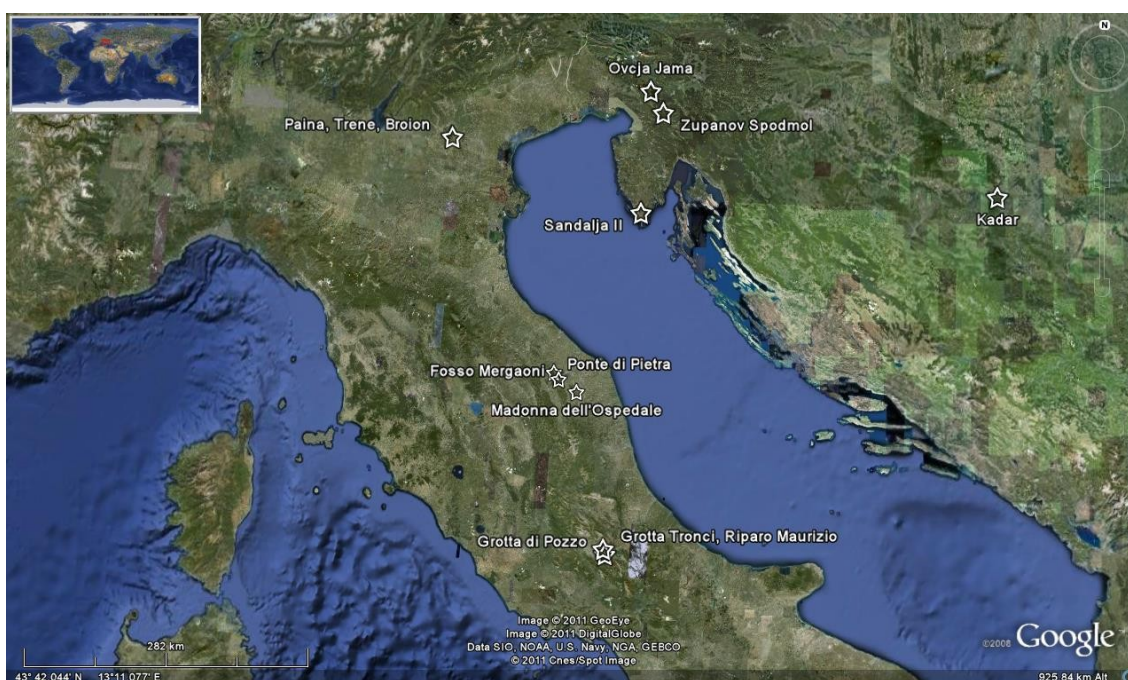 N
Ovcja Jama
Paina, Trene, Broion
Zupanov Spodmol
Sandalja II
Kadar
Fosso Mergaoni
Ponte di Pietra
Madonna dell'Ospedale
Grotta di Pozzo
Grotta Tronci, Riparo Maurizio
Image © 2011 GeoEye
Image © 2011 DigitalGlobe
Data SIO, NOAA, U.S. Navy, NGA, GEBCO
© 2011 Cnes/Spot Image
©2008 Google
282 km
43° 42.044' N 13°11.077' E
925.84 km Alt